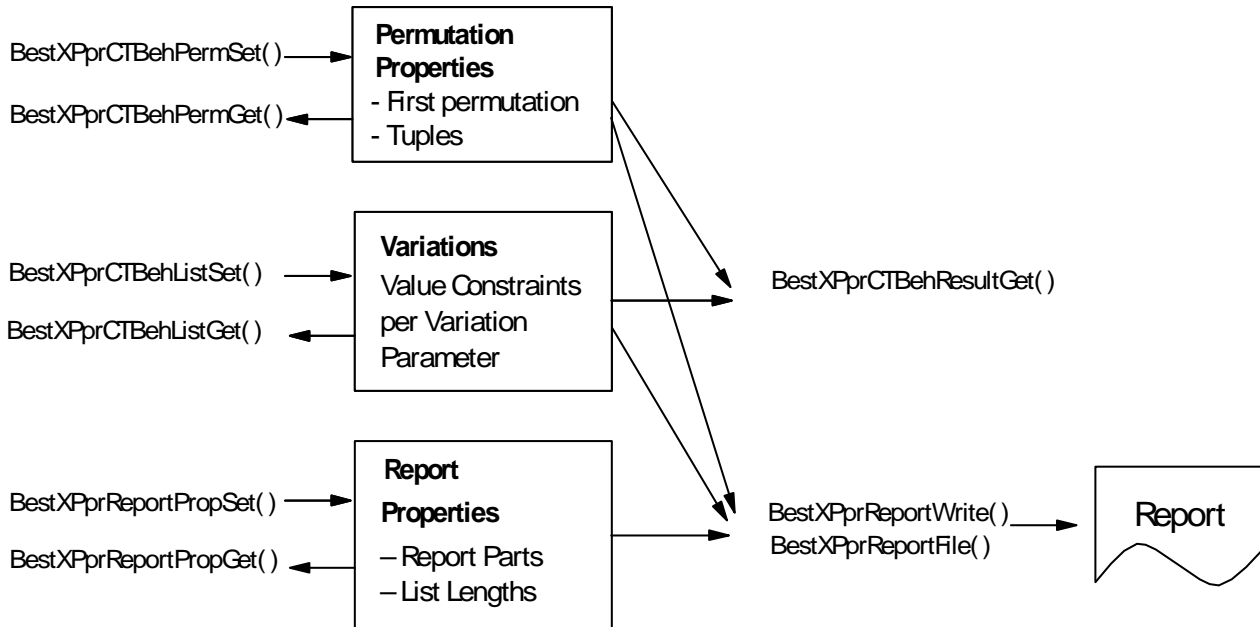 BestXPprCTBehPermSet( )
BestXPprCTBehPermGet( )
Permutation
Properties
- First permutation
- Tuples
BestXPprCTBehListSet( )
BestXPprCTBehListGet( )
Variations
Value Constraints
per Variation
Parameter
BestXPprCTBehResultGet( )
BestXPprReportPropSet( )
BestXPprReportPropGet( )
Report
Properties
– Report Parts
– List Lengths
BestXPprReportWrite( )
BestXPprReportFile( )
Report